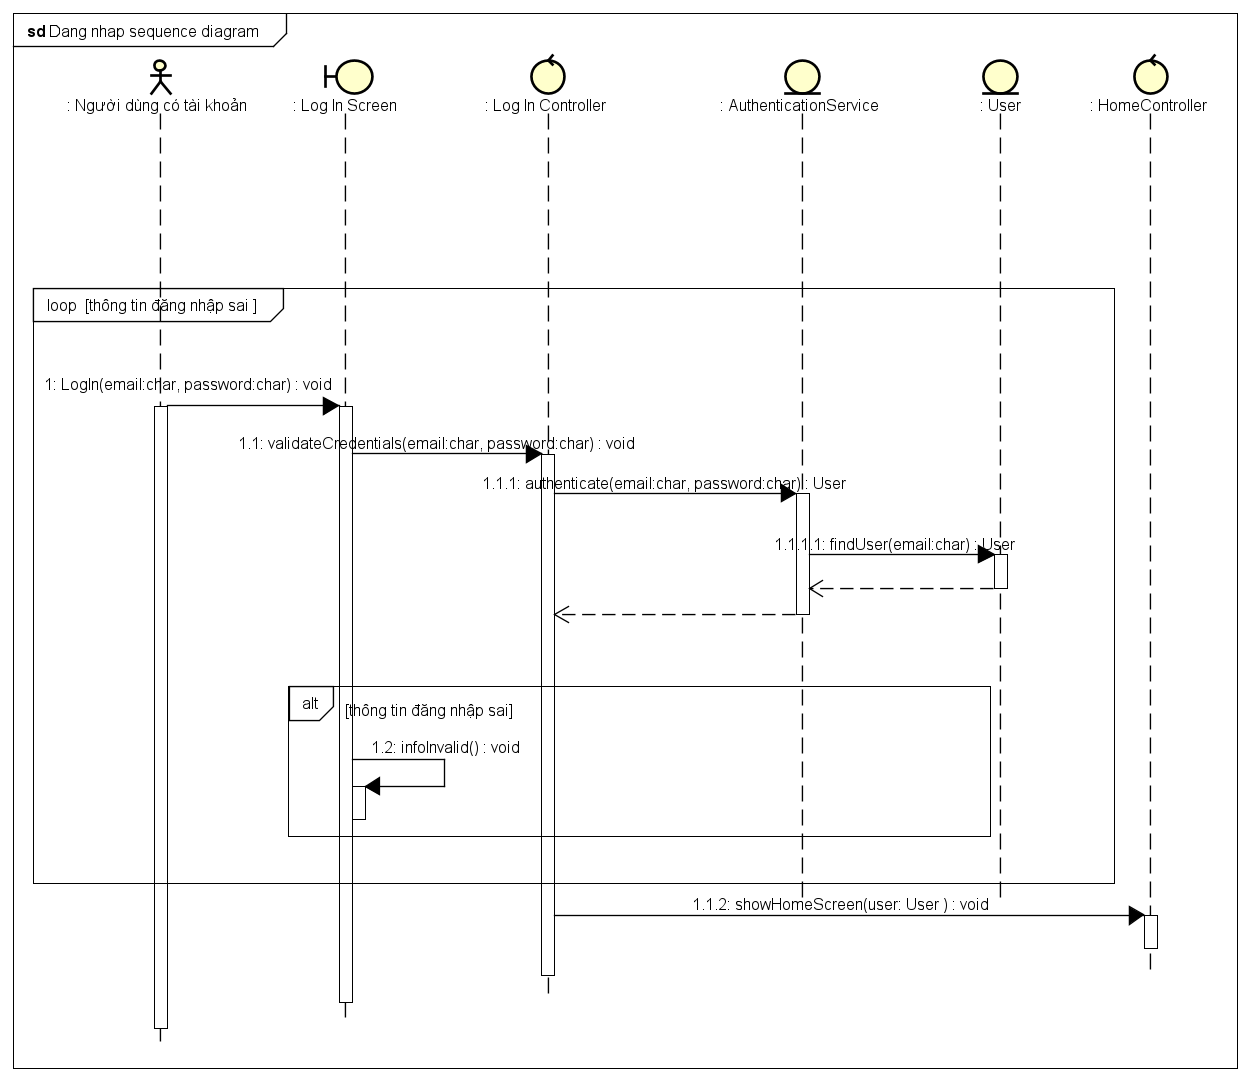 sd Dang nhap sequence diagram
: Người dùng có tài khoản
: Log In Screen
: Log In Controller
: AuthenticationService
: User
: HomeController
loop [thông tin đăng nhập sai ]
1: LogIn(email:char, password:char) : void
1.1: validateCredentials(email:char, password:char) : void
1.1.1: authenticate(email:char, password:char) : User
1.1.1.1: findUser(email:char) : User
alt
[thông tin đăng nhập sai]
1.2: infoInvalid() : void
1.1.2: showHomeScreen(user: User ) : void